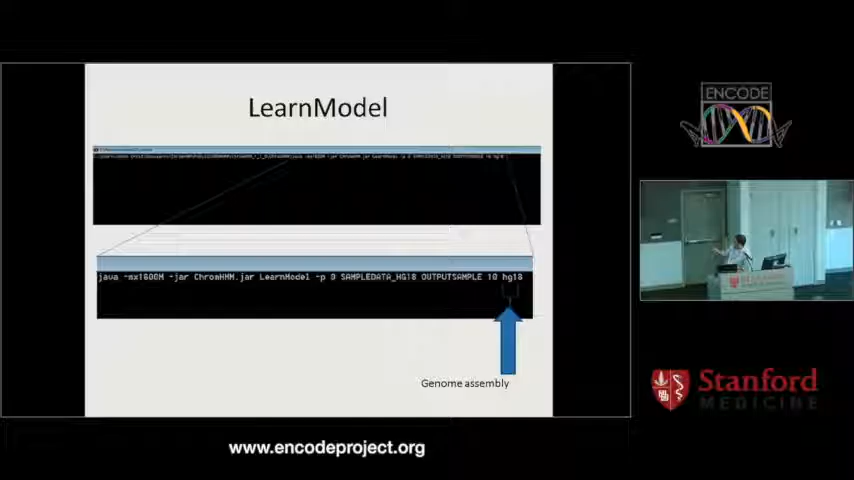 LearnModel
java -mx1600M -jar ChromHMM.jar LearnModel -p 0 SAMPLEDATA_HG18 OUTPUTSAMPLE 10 hg18
Genome assembly
ENCODE
Stanford
MEDICINE
www.encodeproject.org